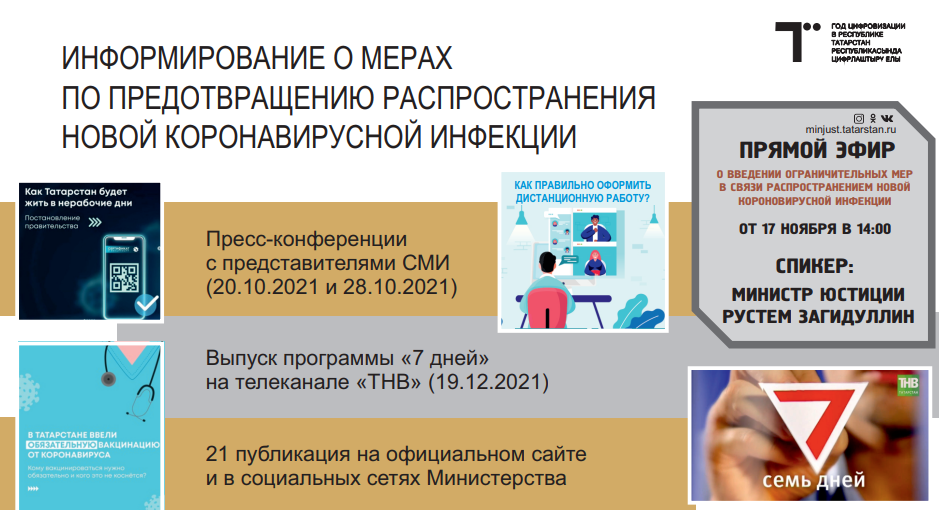 ГОД ЦИФРОВИЗАЦИИ
В РЕСПУБЛИКЕ
ТАТАРСТАН
ТАТАРСТАН
РЕСПУБЛИКАСЫНДА
ЦИФРЛАШТЫРУ ЕЛЫ
ИНФОРМИРОВАНИЕ О МЕРАХ
ПО ПРЕДОТВРАЩЕНИЮ РАСПРОСТРАНЕНИЯ
НОВОЙ КОРОНАВИРУСНОЙ ИНФЕКЦИИ
minjust.tatarstan.ru
ПРЯМОЙ ЭФИР
О ВВЕДЕНИИ ОГРАНИЧИТЕЛЬНЫХ МЕР
В СВЯЗИ РАСПРОСТРАНЕНИЕМ НОВОЙ
КОРОНОВИРУСНОЙ ИНФЕКЦИИ
ОТ 17 НОЯБРЯ В 14:00
СПИКЕР:
МИНИСТР ЮСТИЦИИ
РУСТЕМ ЗАГИДУЛЛИН
Как Татарстан будет
жить в нерабочие дни
Постановление
правительства
Пресс-конференции
с представителями СМИ
(20.10.2021 и 28.10.2021)
КАК ПРАВИЛЬНО ОФОРМИТЬ
ДИСТАНЦИОННУЮ РАБОТУ?
Выпуск программы «7 дней»
на телеканале «ТНВ» (19.12.2021)
В ТАТАРСТАНЕ ВВЕЛИ
ОБЯЗАТЕЛЬНУЮ ВАКЦИНАЦИЮ
ОТ КОРОНАВИРУСА
Кому вакцинироваться нужно
обязательно и кого это не коснётся?
21 публикация на официальном сайте
и в социальных сетях Министерства
ТНВ
7
семь дней